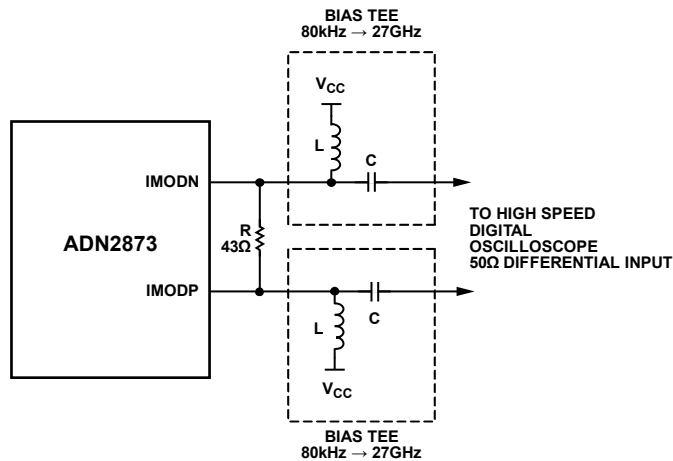 BIAS TEE
80kHz → 27GHz
VCC
L
C
IMODN
ADN2873
R
43Ω
TO HIGH SPEED
DIGITAL
OSCILLOSCOPE
50Ω DIFFERENTIAL INPUT
IMODP
C
L
VCC
BIAS TEE
80kHz → 27GHz